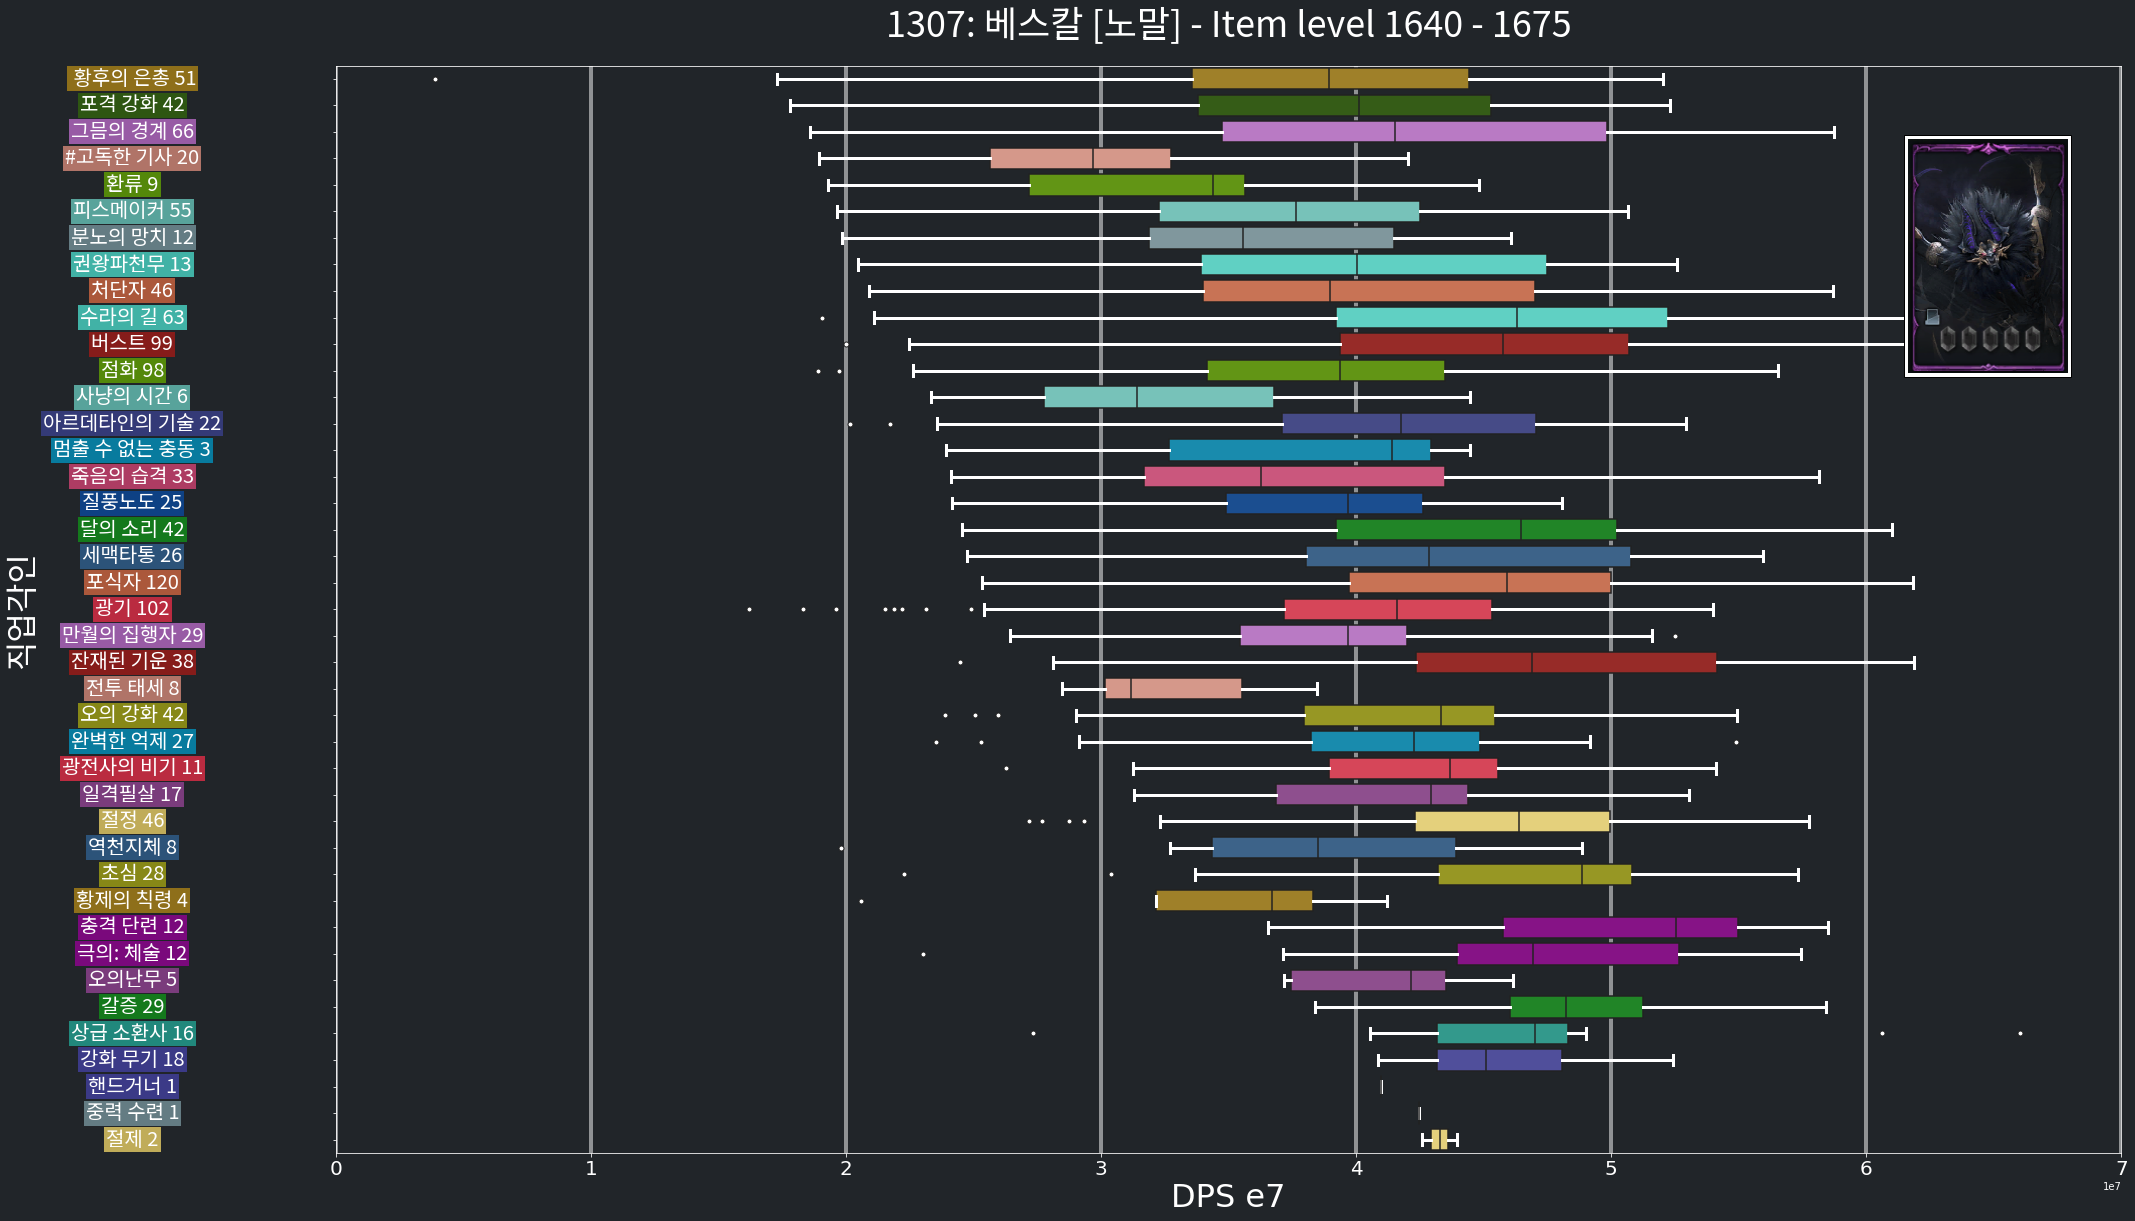 1307: 베스칼 [노말] - Item level 1640 - 1675
황후의 은총 51
포격 강화 42
그믐의 경계 66
#고독한 기사 20
환류 9
피스메이커 55
분노의 망치 12
권왕파천무 13
처단자 46
수라의 길 63
버스트 99
점화 98
사냥의 시간 6
아르데타인의 기술 22
멈출 수 없는 충동 3
죽음의 습격 33
질풍노도 25
달의 소리 42
세맥타통 26
포식자 120
광기 102
만월의 집행자 29
잔재된 기운 38
전투 태세 8
오의 강화 42
완벽한 억제 27
광전사의 비기 11
일격필살 17
절정 46
역천지체 8
초심 28
황제의 칙령 4
충격 단련 12
극의: 체술 12
오의난무 5
갈증 29
상급 소환사 16
강화 무기 18
핸드거너 1
중력 수련 1
절제 2
직업각인
0 1 2 3 4 5 6 7
1e7
DPS e7